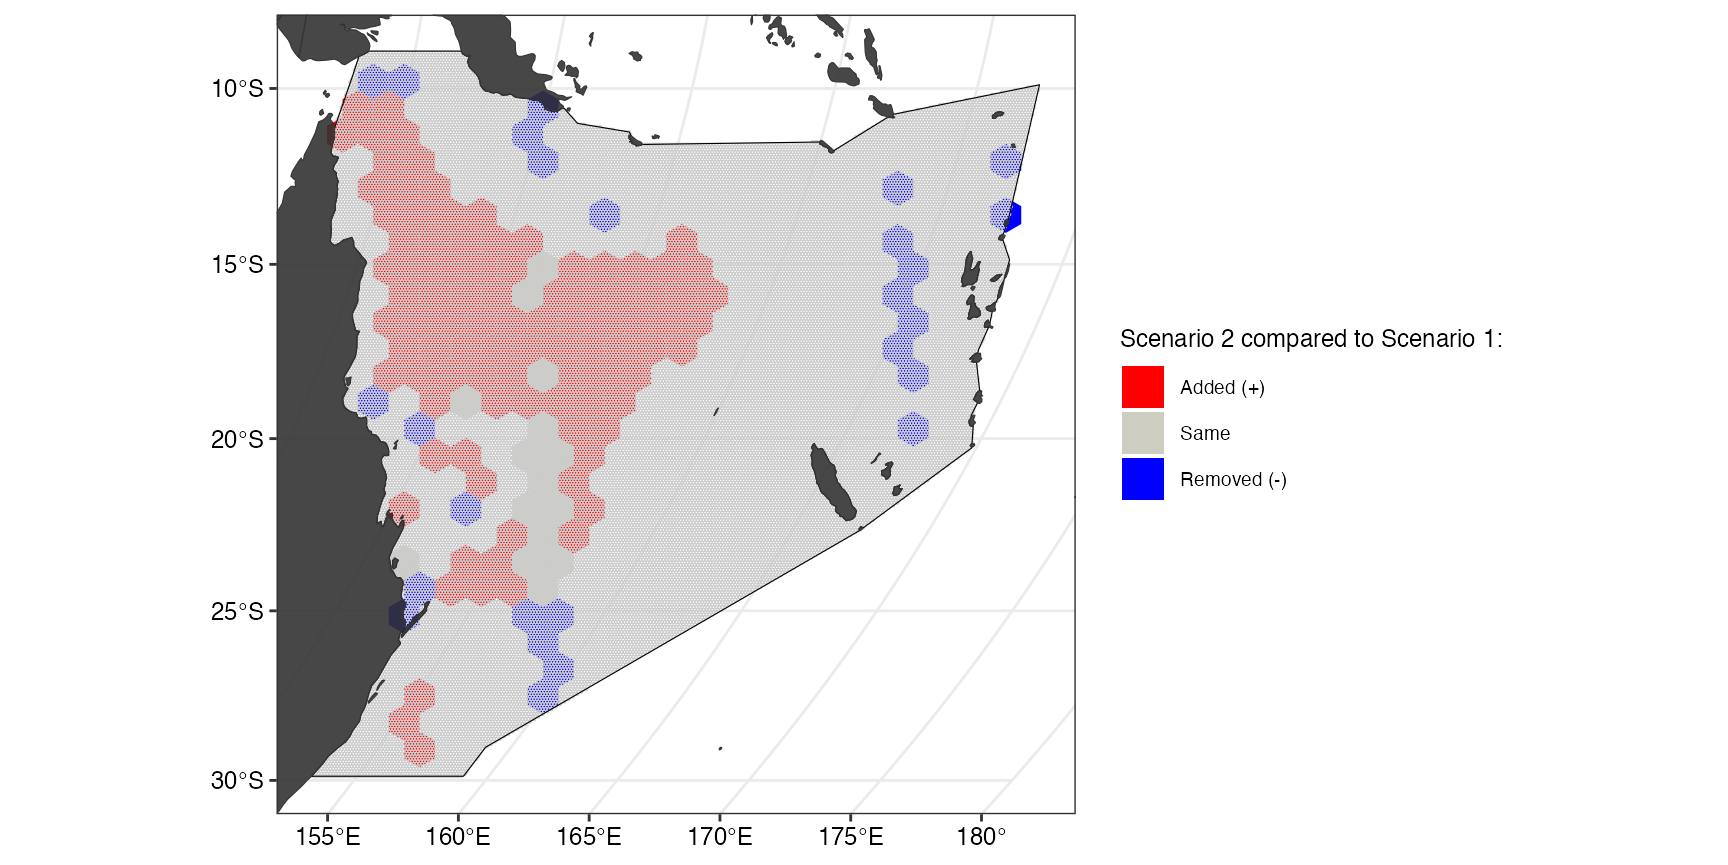 10°S
15°S
20°S
25°S
30°S
155°E
160°E
165°E
170°E
175°E
180°
Scenario 2 compared to Scenario 1:
Added (+)
Same
Removed (-)